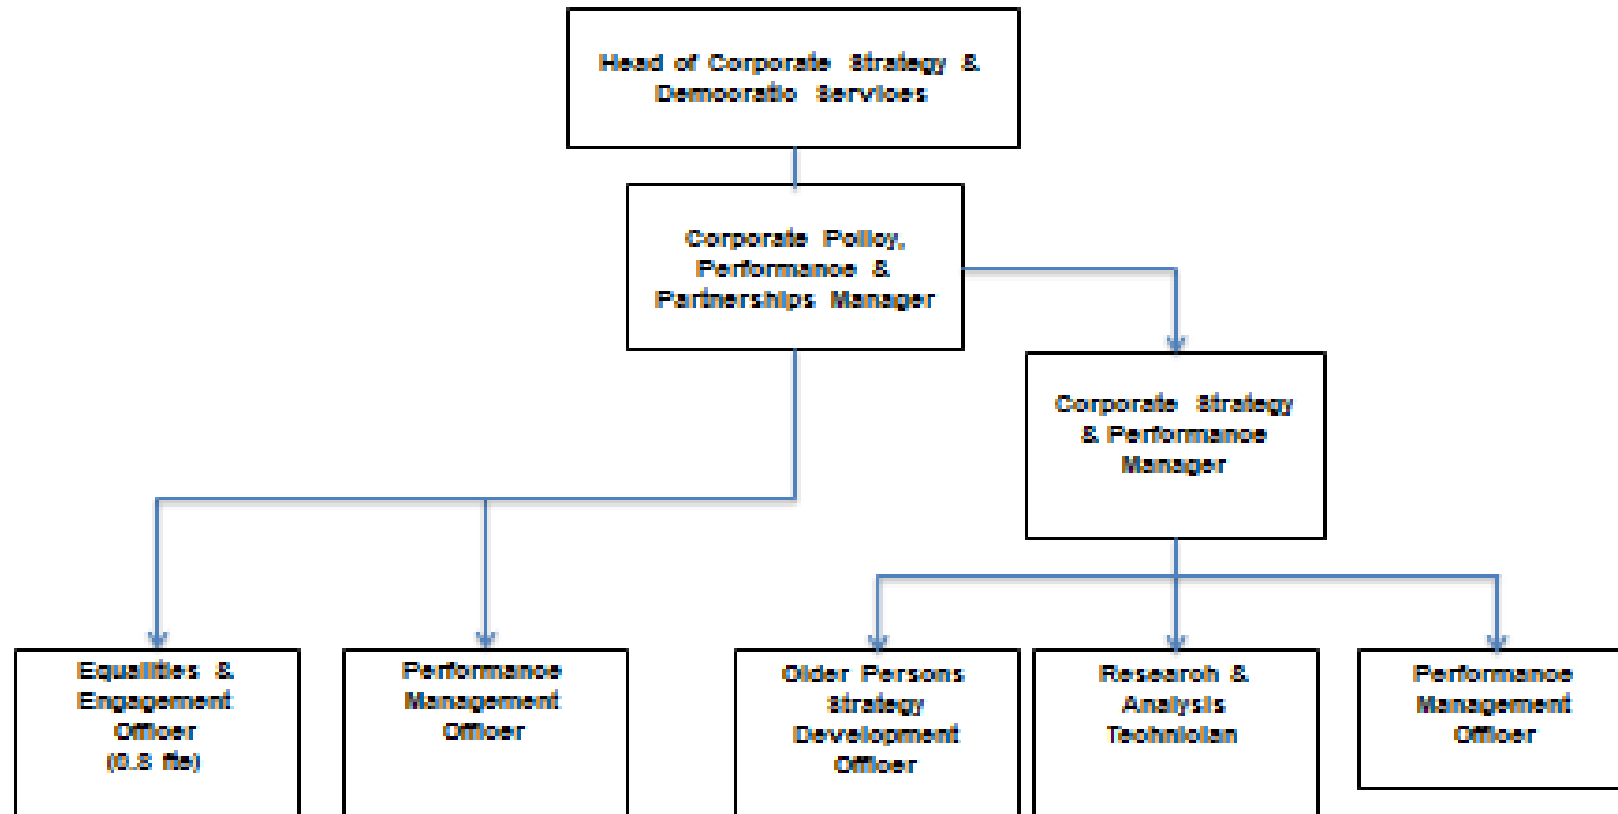 Head of Corporate Strategy &
Democratic Services
Corporate Policy,
Performance &
Partnerships Manager
Corporate Strategy
& Performance
Manager
Equalities &
Engagement
Officer
(0.8 fte)
Performance
Management
Officer
Older Persons
Strategy
Development
Officer
Research &
Analysis
Technician
Performance
Management
Officer